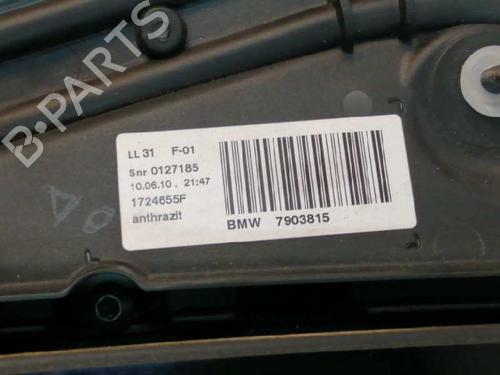 B-PARTS
LL 31 F-01
Snr 0127185
10.06.10. 21:47
1724655F
anthrazit
BMW 7903815